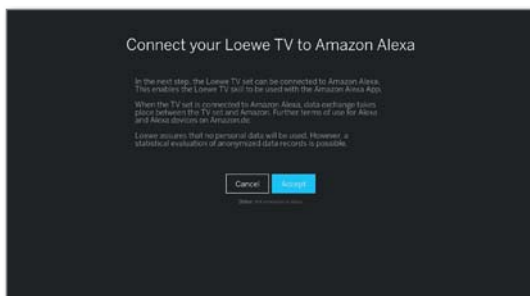 Connect your Loewe TV to Amazon Alexa
In the next step, the Loewe TV set can be connected to Amazon Alexa.
This enables the Loewe TV skill to be used with the Amazon Alexa App.
When the TV set is connected to Amazon Alexa, data exchange takes
place between the TV set and Amazon. Further terms of use for Alexa
and Alexa devices on Amazon.de.
Loewe assures that no personal data will be used. However, a
statistical evaluation of anonymized data records is possible.
Cancel Accept